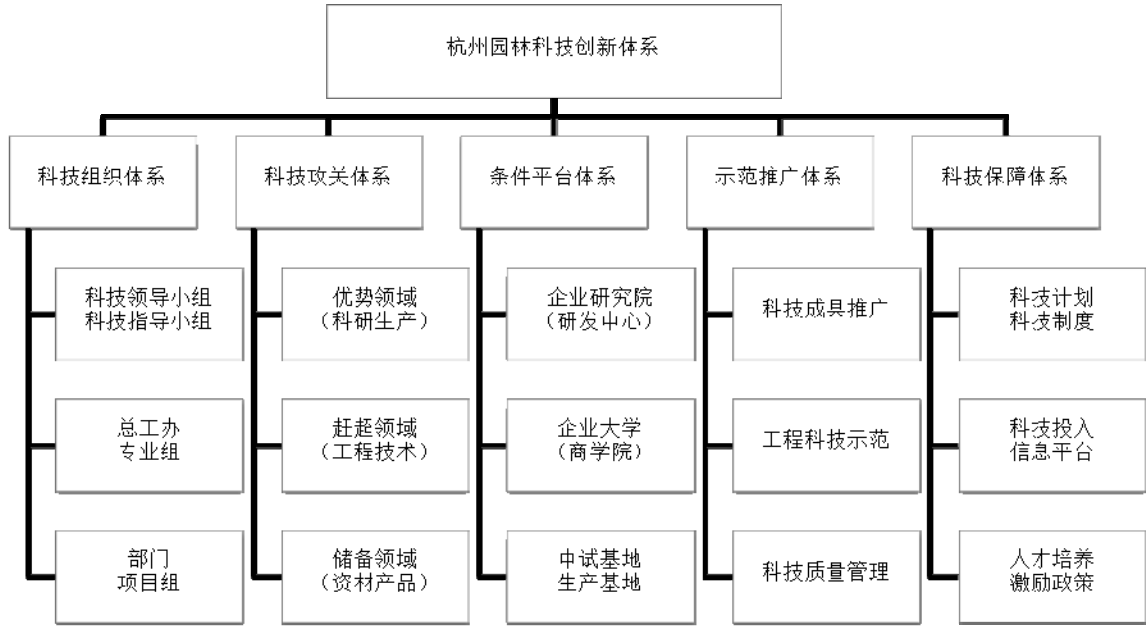 杭州园林科技创新体系
科技组织体系
科技攻关体系
条件平台体系
示范推广体系
科技保障体系
科技领导小组
科技指导小组
总工办
专业组
部门
项目组
优势领域
（科研生产）
赶超领域
（工程技术）
储备领域
（资材产品）
企业研究院
（研发中心）
企业大学
（商学院）
中试基地
生产基地
科技成具推广
工程科技示范
科技质量管理
科技计划
科技制度
科技投入
信息平台
人才培养
激励政策